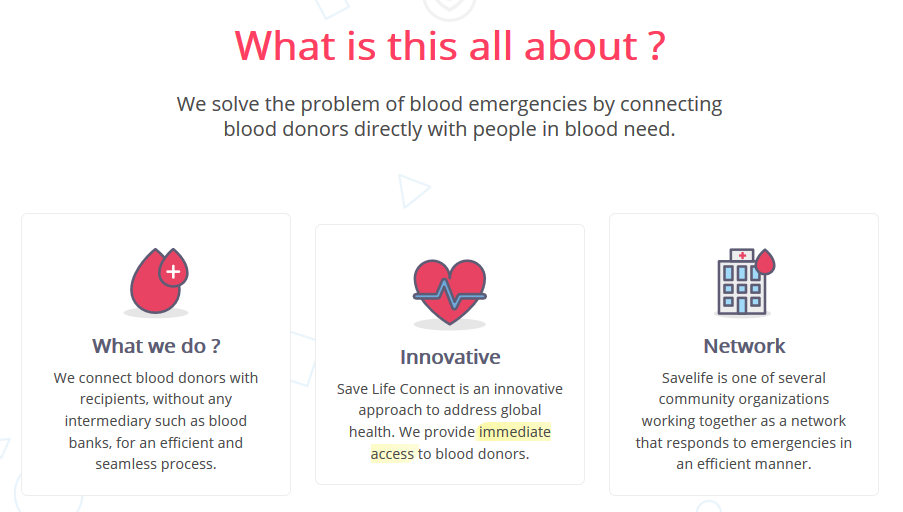 What is this all about ?
We solve the problem of blood emergencies by connecting
blood donors directly with people in blood need.
What we do ?
We connect blood donors with
recipients, without any
intermediary such as blood
banks, for an efficient and
seamless process.
Innovative
Save Life Connect is an innovative
approach to address global
health. We provide immediate
access to blood donors.
Network
Savelife is one of several
community organizations
working together as a network
that responds to emergencies in
an efficient manner.